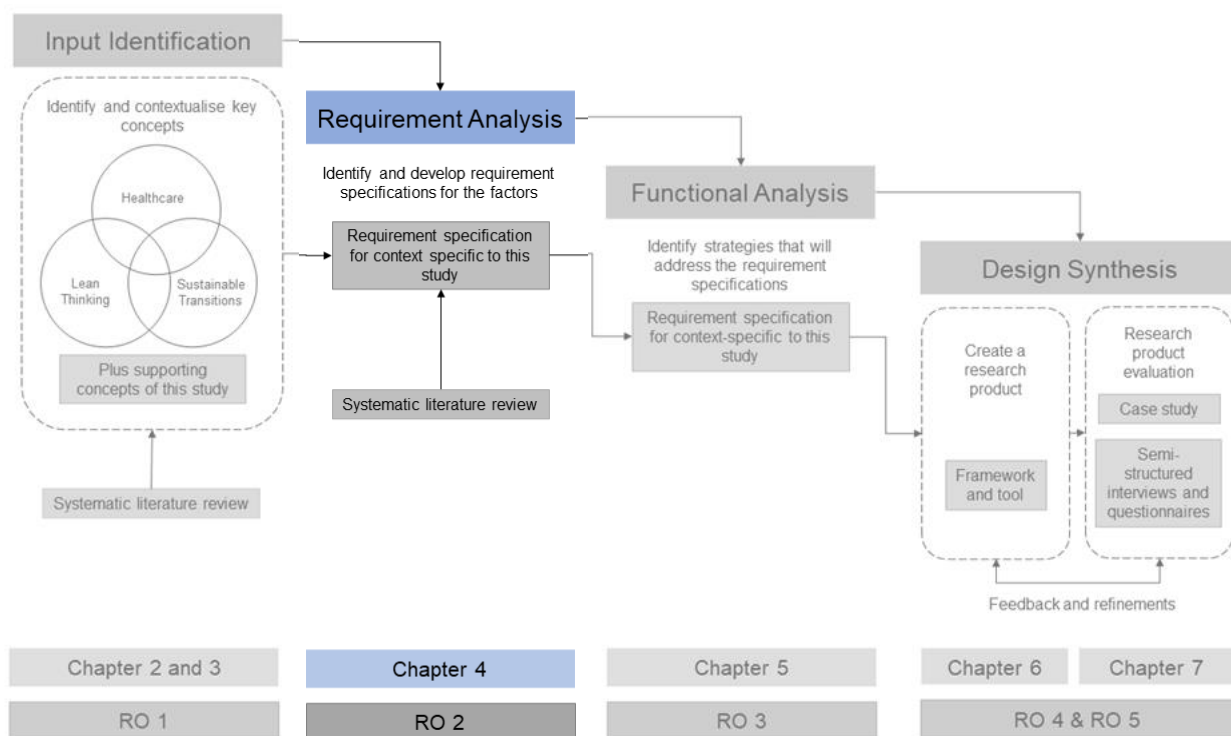 Input Identification
Identify and contextualise key
concepts
Healthcare
Lean
Thinking
Sustainable
Transitions
Plus supporting
concepts of this study
Systematic literature review
Requirement Analysis
Identify and develop requirement
specifications for the factors
Requirement specification
for context specific to this
study
Systematic literature review
Functional Analysis
Identify strategies that will
address the requirement
specifications
Requirement specification
for context-specific to this
study
Design Synthesis
Create a
research
product
Framework
and tool
Research
product
evaluation
Case study
Semi-
structured
interviews and
questionnaires
Feedback and refinements
Chapter 2 and 3
Chapter 4
Chapter 5
Chapter 6
Chapter 7
RO 1
RO 2
RO 3
RO 4 & RO 5